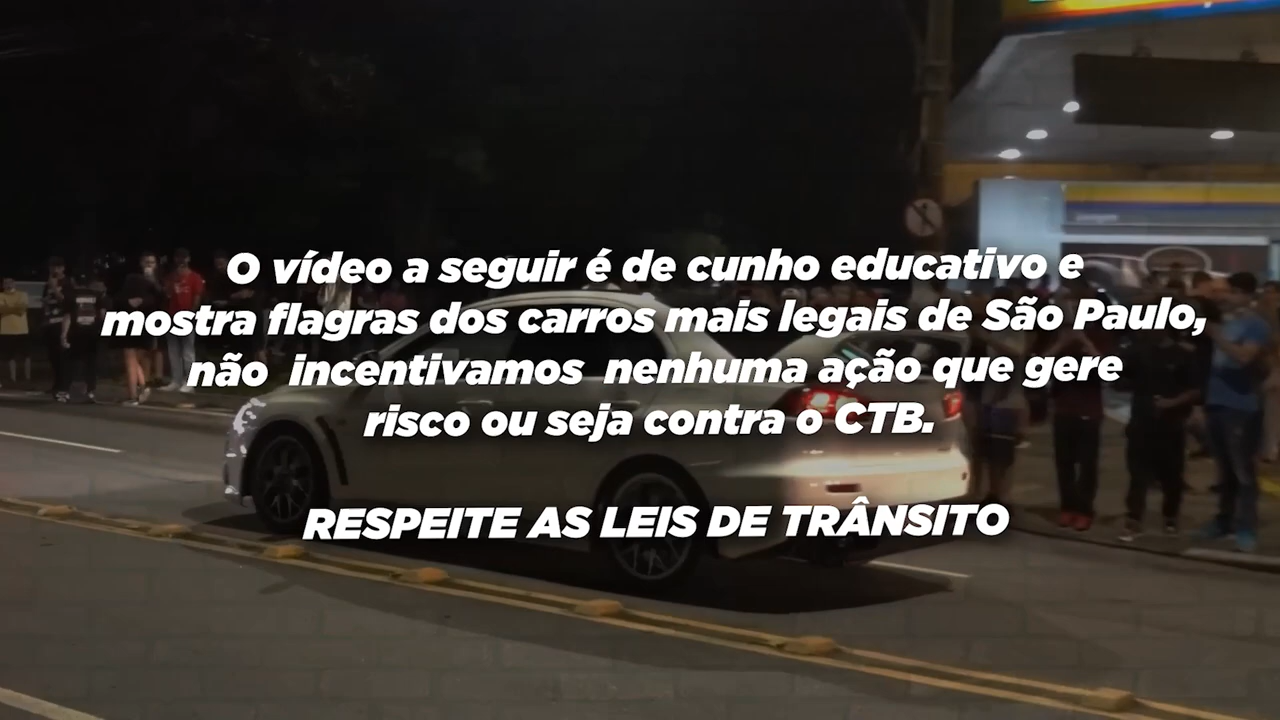 O vídeo a seguir é de cunho educativo e
mostra flagras dos carros mais legais de São Paulo,
não incentivamos nenhuma ação que gere
risco ou seja contra o CTB.
RESPEITE AS LEIS DE TRÂNSITO